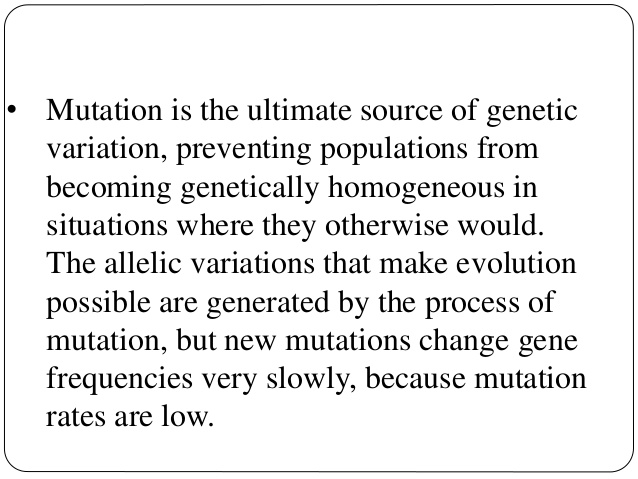 • Mutation is the ultimate source of genetic
variation, preventing populations from
becoming genetically homogeneous in
situations where they otherwise would.
The allelic variations that make evolution
possible are generated by the process of
mutation, but new mutations change gene
frequencies very slowly, because mutation
rates are low.